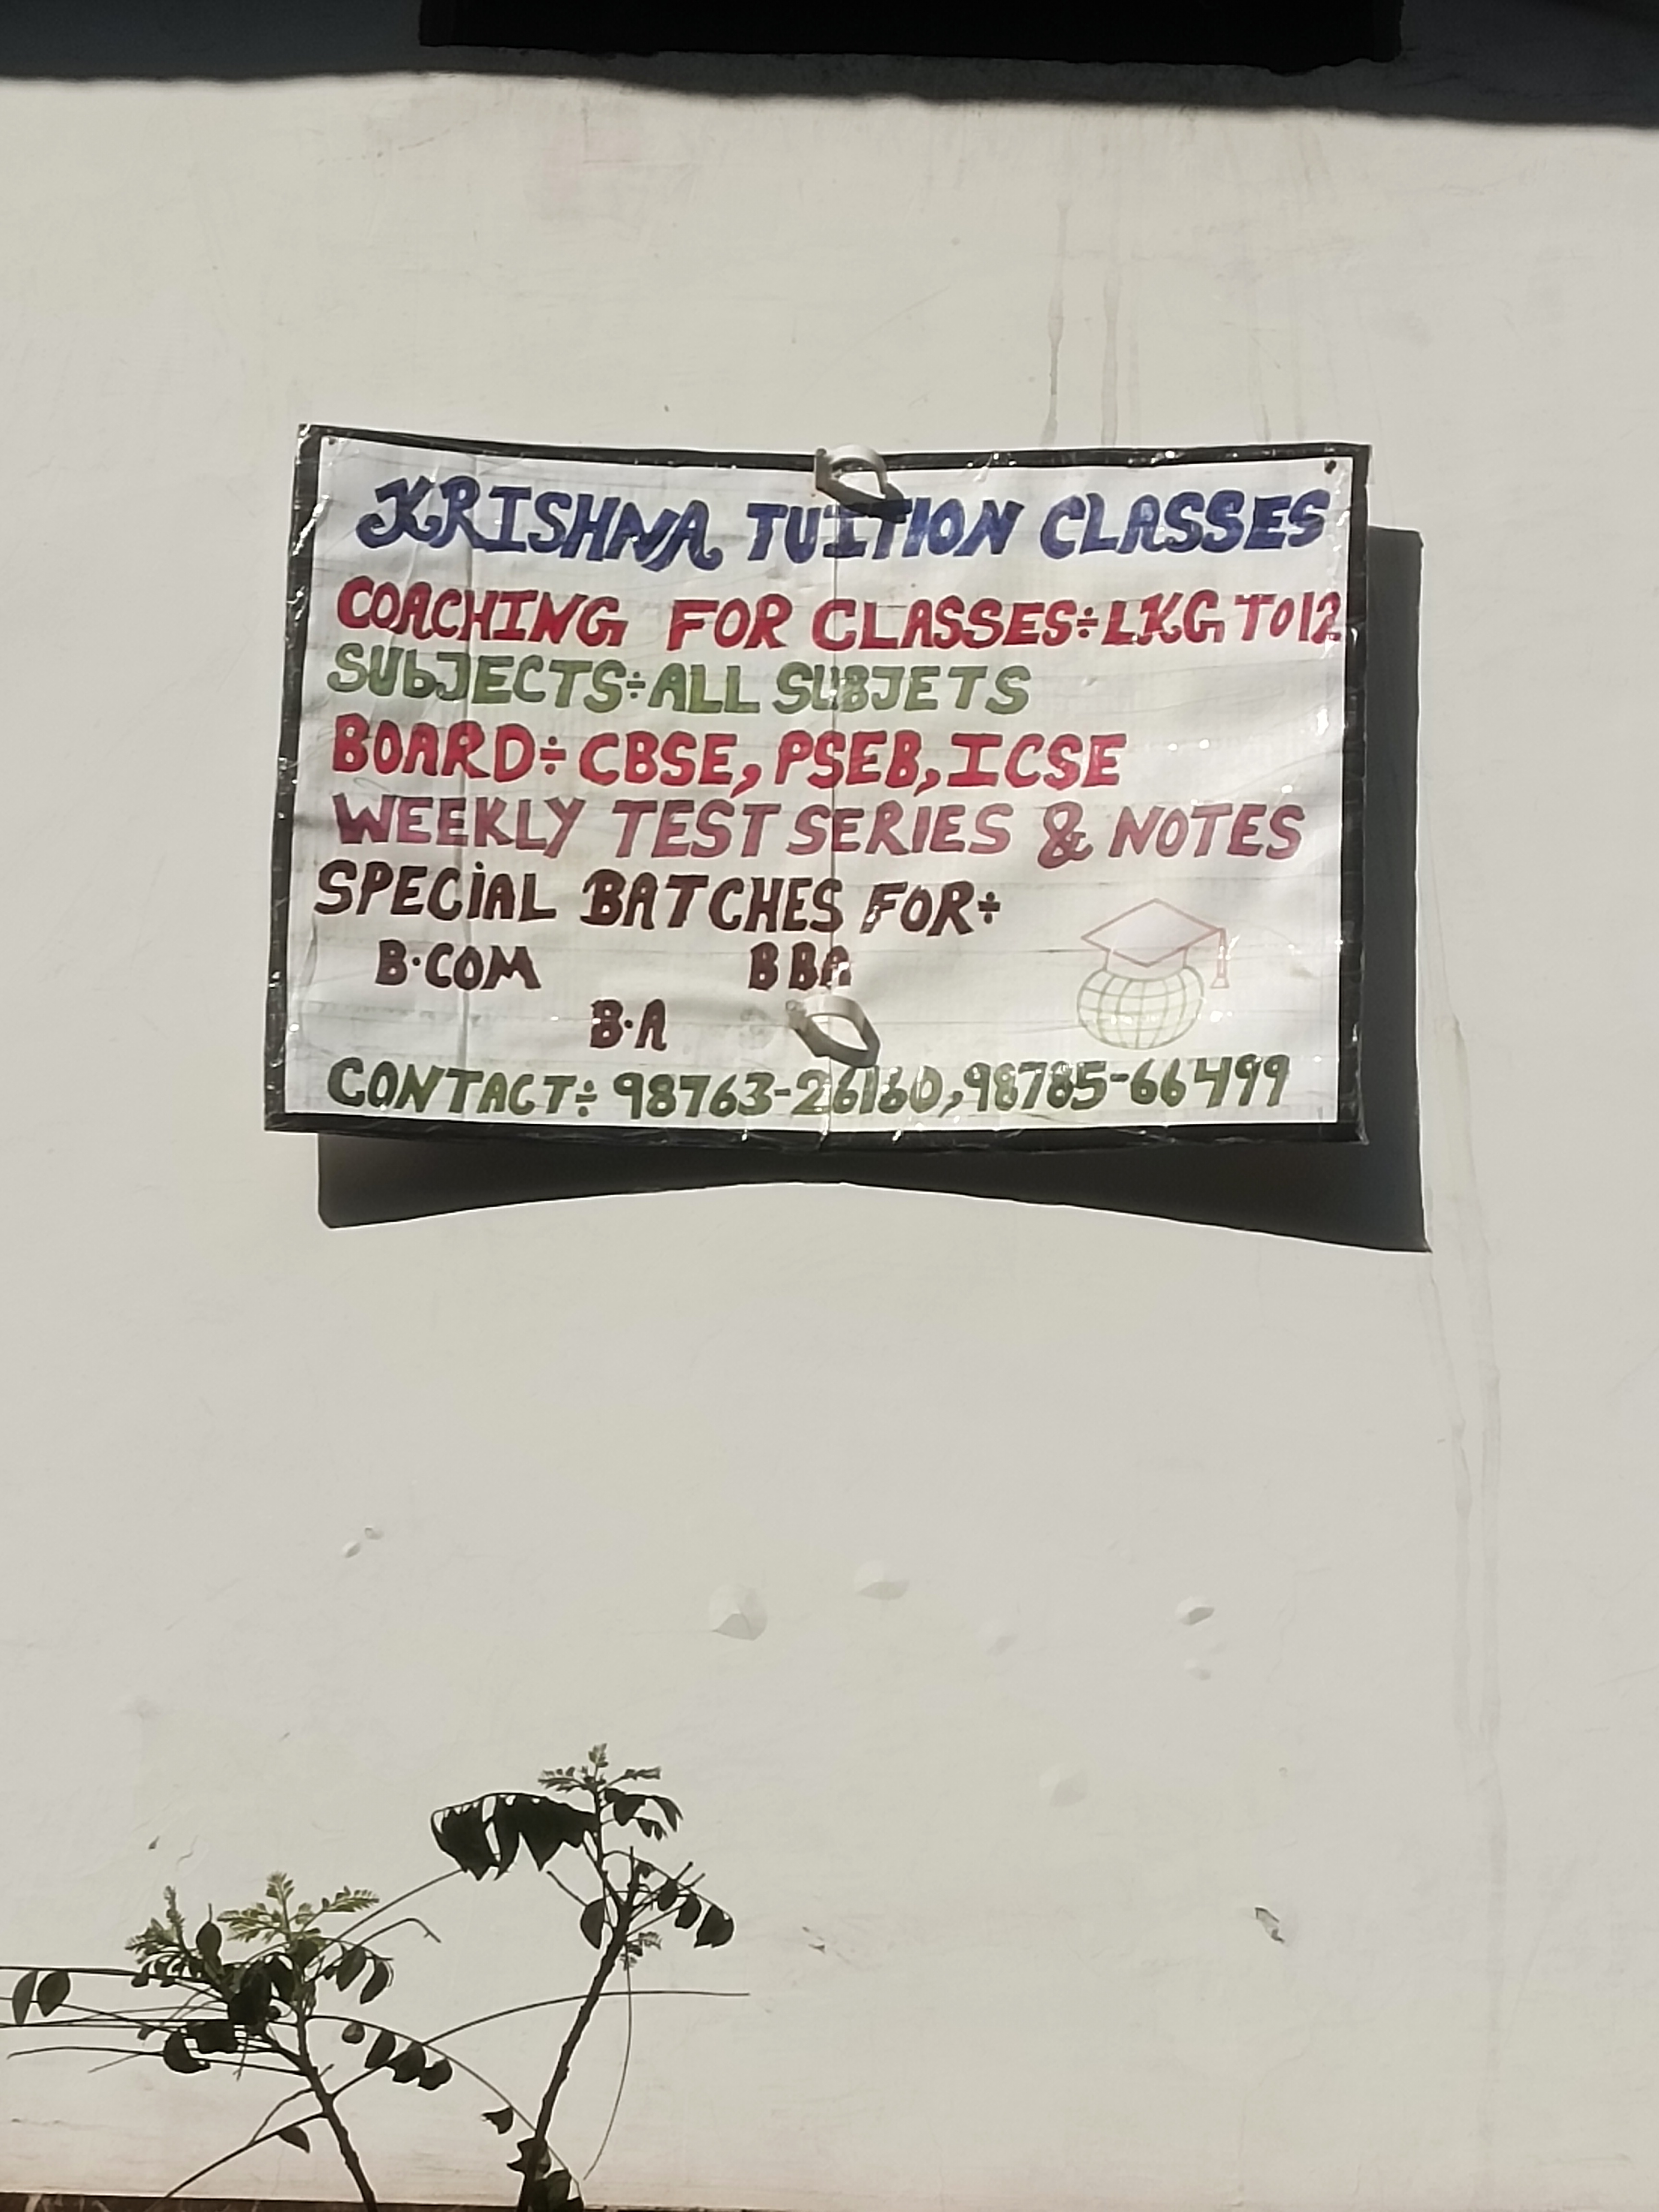 KRISHNA TUITION CLASSES
COACHING FOR CLASSES÷LKG TO 12
SUbJECTS÷ALL SUBJETS
BOARD÷CBSE, PSEB, ICSE
WEEKLY TEST SERIES & NOTES
SPECiAL BATCHES FOR÷
B·COM BBA
B·A
CONTACT÷98763-26160,98785-66499